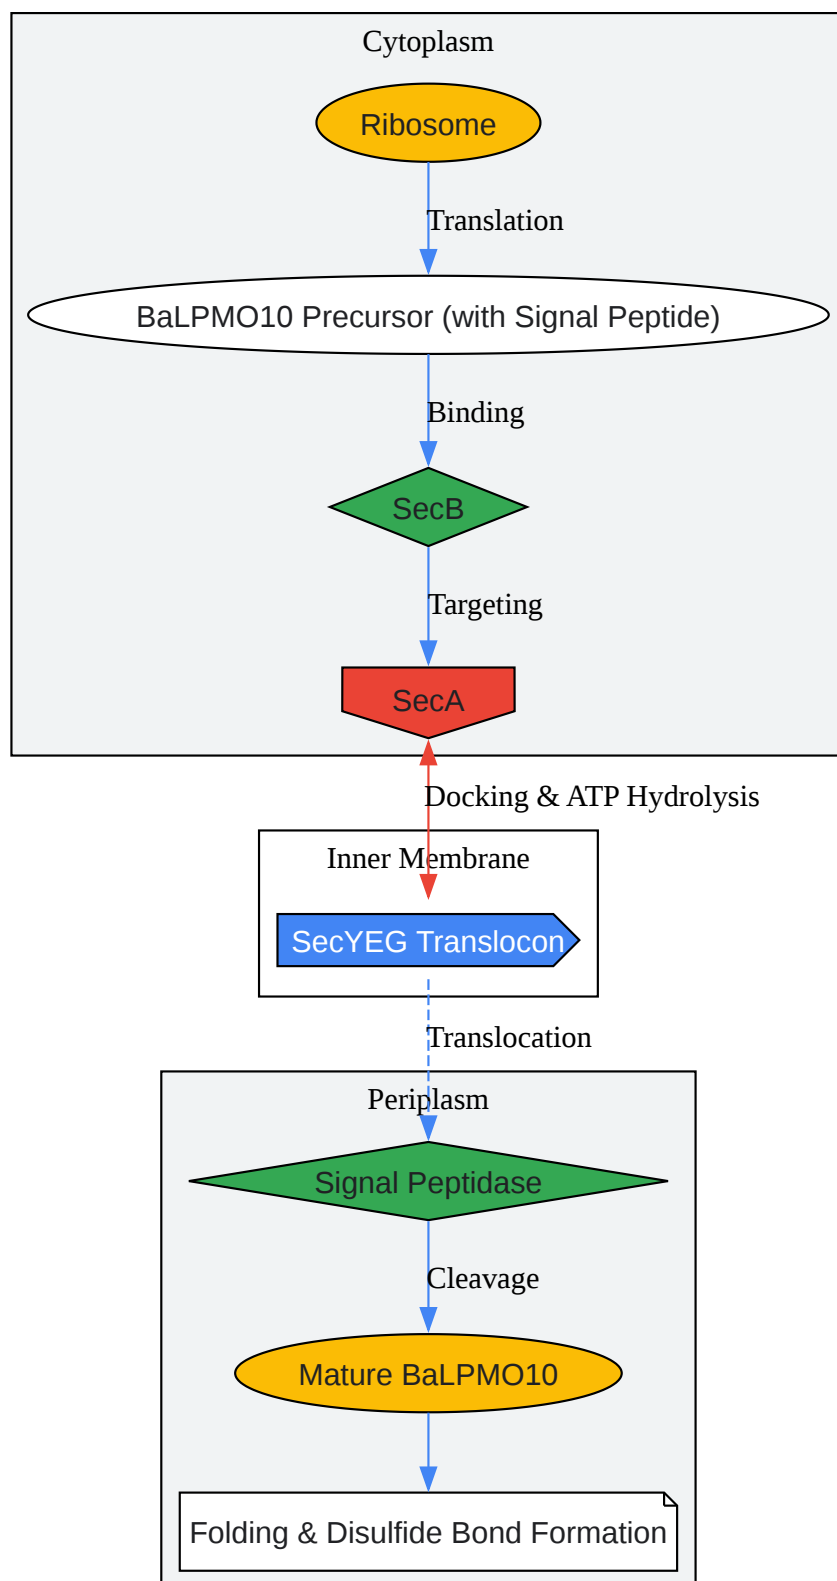 Cytoplasm
Ribosome
Translation
BaLPMO10 Precursor (with Signal Peptide)
Binding
SecB
Targeting
SecA
Docking & ATP Hydrolysis
Inner Membrane
SecYEG Translocon
Translocation
Periplasm
Signal Peptidase
Cleavage
Mature BaLPMO10
Folding & Disulfide Bond Formation